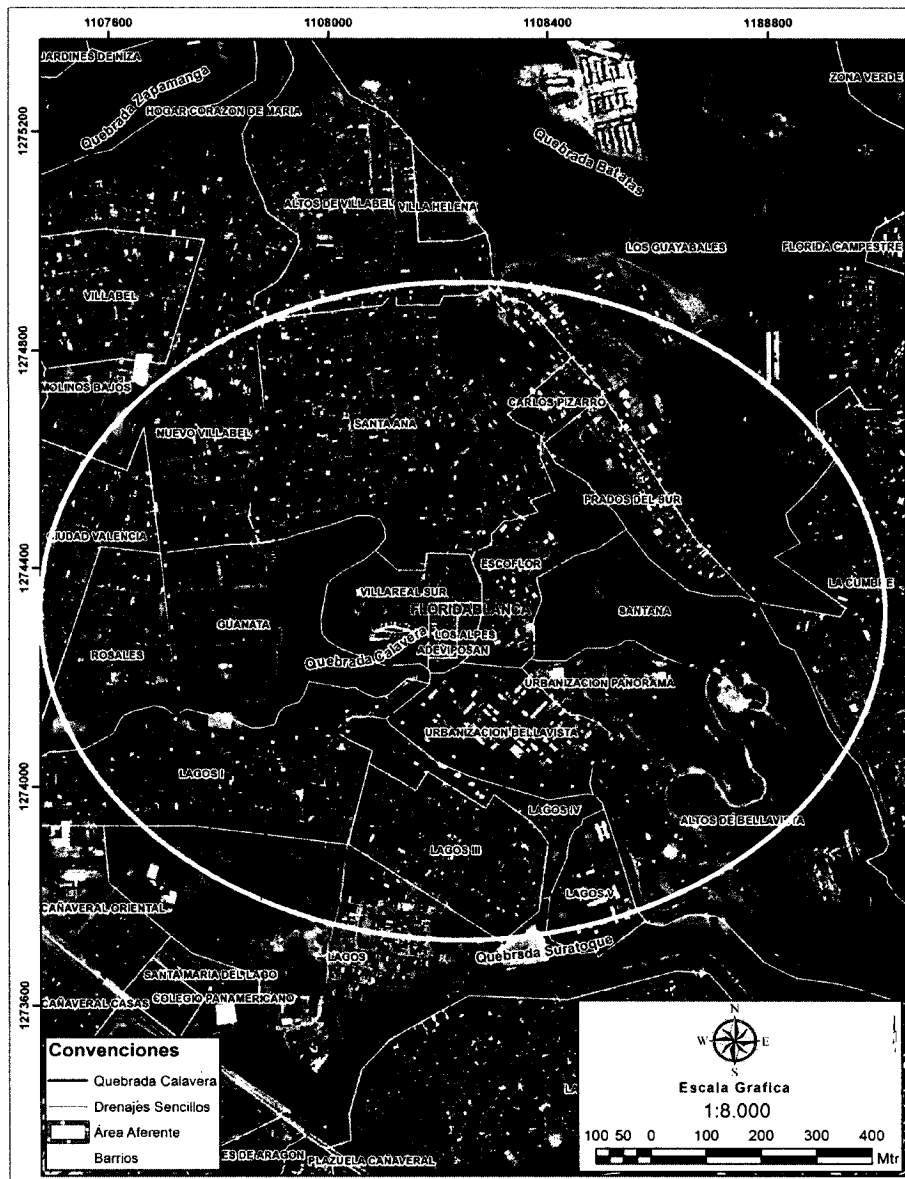 1107600 1108000 1108400 1188800
JARDINES DE NIZA
Quebrada Zapamanga
ZONA VERDE
HOGAR CORAZON DE MARIA
1275200
Quebrada Batatas
ALTOS DE VILLABEL
VILLA HELENA
LOS GUAYABALES
FLORIDA CAMPESTRE
VILLABEL
1274800
MOLINOS BAJOS
CARLOS PIZARRO
SANTA ANA
NUEVO VILLABEL
PRADOS DEL SUR
CIUDAD VALENCIA
1274400
ESCOFLOR
LA CUMBRE
VILLAREAL SUR
FLORIDABLANCA
SANTANA
GUANATA
LOS ALPES
ADEVIPOSAN
ROSALES
Quebrada Calavera
URBANIZACION PANORAMA
URBANIZACION BELLAVISTA
LAGOS I
1274000
LAGOS IV
ALTOS DE BELLAVISTA
LAGOS III
LAGOS V
CAÑAVERAL ORIENTAL
Quebrada Suratoque
LAGOS
SANTA MARIA DEL LAGO
CAÑAVERAL CASAS
COLEGIO PANAMERICANO
1273600
Convenciones
Quebrada Calavera
Drenajes Sencillos
Área Aferente
Barrios
ES DE ARAGON
PLAZUELA CAÑAVERAL
N
W E
S
Escala Grafica
1:8.000
100 50 0 100 200 300 400
Mtr